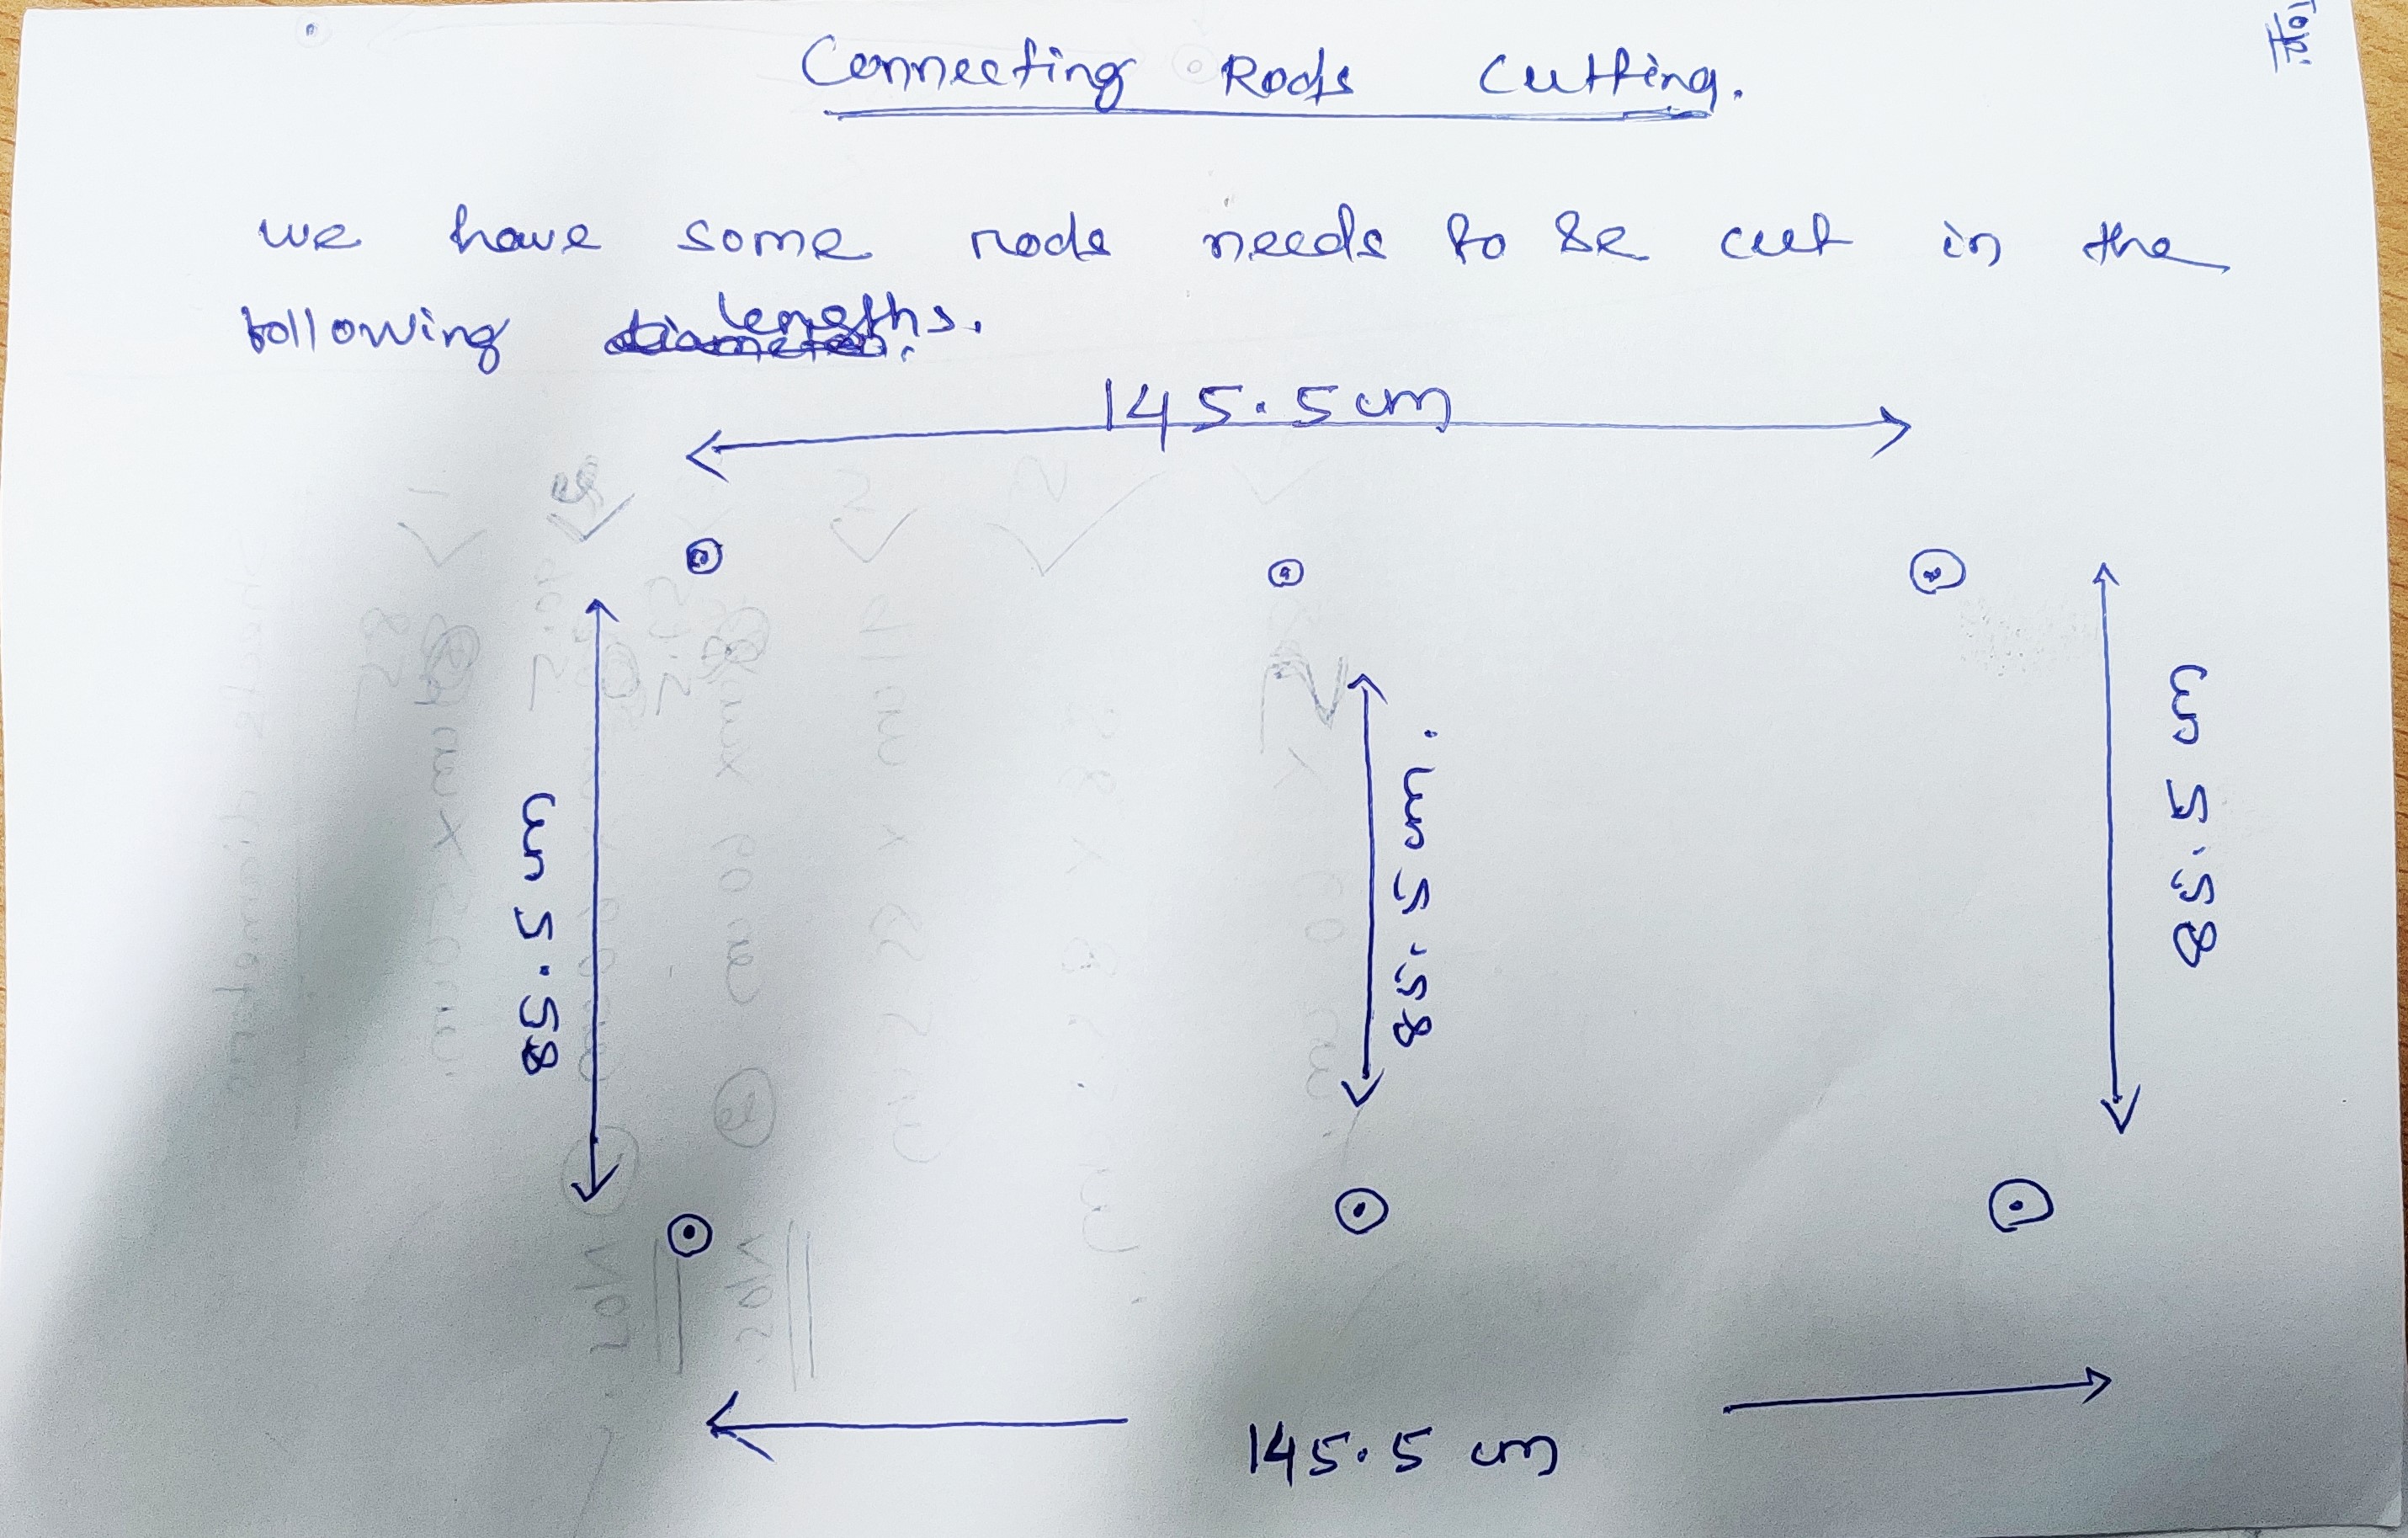 Connecting Rods Cutting.
we have some rods needs to be cut in the
following lengths.
145.5 cm
85.5 cm
85.5 cm
85.5 cm
145.5 cm